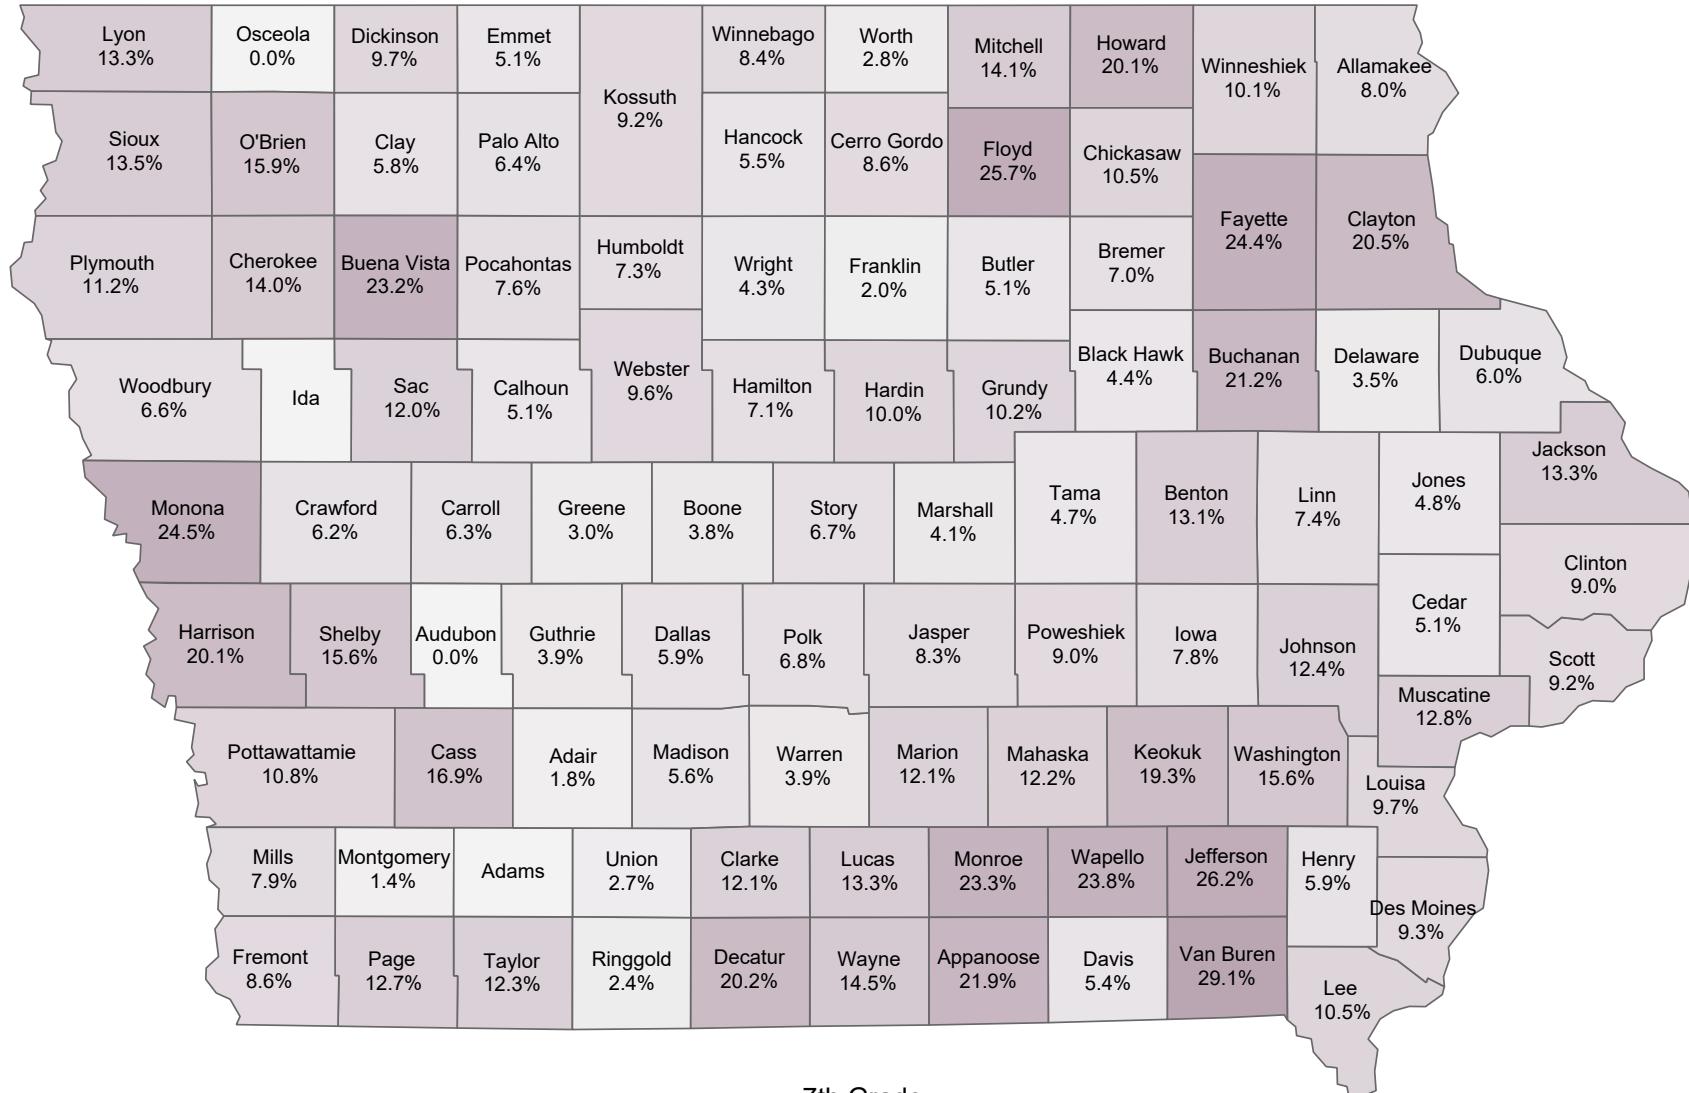 Lyon
13.3%
Osceola
0.0%
Dickinson
9.7%
Emmet
5.1%
Kossuth
9.2%
Winnebago
8.4%
Worth
2.8%
Mitchell
14.1%
Howard
20.1%
Winneshiek
10.1%
Allamakee
8.0%
Sioux
13.5%
O'Brien
15.9%
Clay
5.8%
Palo Alto
6.4%
Hancock
5.5%
Cerro Gordo
8.6%
Floyd
25.7%
Chickasaw
10.5%
Fayette
24.4%
Clayton
20.5%
Plymouth
11.2%
Cherokee
14.0%
Buena Vista
23.2%
Pocahontas
7.6%
Humboldt
7.3%
Wright
4.3%
Franklin
2.0%
Butler
5.1%
Bremer
7.0%
Woodbury
6.6%
Ida
Sac
12.0%
Calhoun
5.1%
Webster
9.6%
Hamilton
7.1%
Hardin
10.0%
Grundy
10.2%
Black Hawk
4.4%
Buchanan
21.2%
Delaware
3.5%
Dubuque
6.0%
Monona
24.5%
Crawford
6.2%
Carroll
6.3%
Greene
3.0%
Boone
3.8%
Story
6.7%
Marshall
4.1%
Tama
4.7%
Benton
13.1%
Linn
7.4%
Jones
4.8%
Jackson
13.3%
Clinton
9.0%
Harrison
20.1%
Shelby
15.6%
Audubon
0.0%
Guthrie
3.9%
Dallas
5.9%
Polk
6.8%
Jasper
8.3%
Poweshiek
9.0%
Iowa
7.8%
Johnson
12.4%
Cedar
5.1%
Scott
9.2%
Muscatine
12.8%
Pottawattamie
10.8%
Cass
16.9%
Adair
1.8%
Madison
5.6%
Warren
3.9%
Marion
12.1%
Mahaska
12.2%
Keokuk
19.3%
Washington
15.6%
Louisa
9.7%
Mills
7.9%
Montgomery
1.4%
Adams
Union
2.7%
Clarke
12.1%
Lucas
13.3%
Monroe
23.3%
Wapello
23.8%
Jefferson
26.2%
Henry
5.9%
Des Moines
9.3%
Fremont
8.6%
Page
12.7%
Taylor
12.3%
Ringgold
2.4%
Decatur
20.2%
Wayne
14.5%
Appanoose
21.9%
Davis
5.4%
Van Buren
29.1%
Lee
10.5%
7th Grade